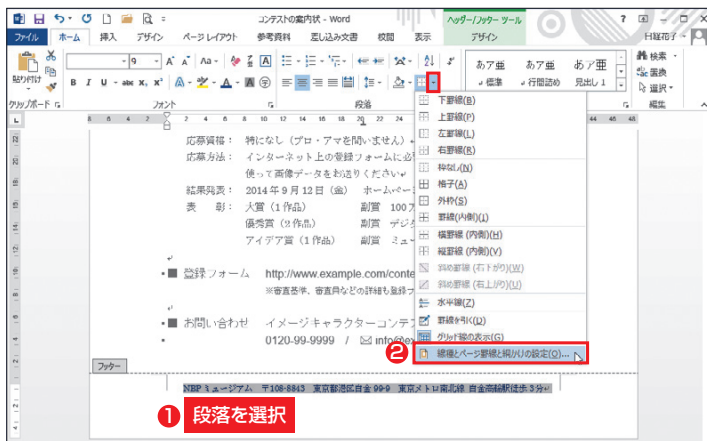 コンテストの案内状 - Word
ヘッダー/フッター ツール
ファイル ホーム 挿入 デザイン ページ レイアウト 参考資料 差し込み文書 校閲 表示 デザイン 日経花子
貼り付け
B I U abc x₂ x²
あア亜 あア亜 あア亜
標準 行間詰め 見出し 1
検索
置換
選択
クリップボード フォント 段落 編集
下罫線(B)
上罫線(P)
左罫線(L)
右罫線(R)
枠なし(N)
格子(A)
外枠(S)
罫線(内側)(I)
横罫線 (内側)(H)
縦罫線 (内側)(V)
斜め罫線 (右下がり)(W)
斜め罫線 (右上がり)(U)
水平線(Z)
罫線を引く(D)
グリッド線の表示(G)
線種とページ罫線と網かけの設定(O)...
応募資格： 特になし（プロ・アマを問いません）
応募方法： インターネット上の登録フォームに必
使って画像データをお送りください
結果発表： 2014 年 9 月 12 日（金） ホームペー
表 彰： 大賞（1 作品） 副賞 100 万
優秀賞（2 作品） 副賞 デジ
アイデア賞（1 作品） 副賞 ミュー
■ 登録フォーム http://www.example.com/conte
※審査基準、審査員などの詳細も登録フ
■ お問い合わせ イメージキャラクターコンテ
0120-99-9999 / info@ex
フッター
NBP ミュージアム 〒108-8843 東京都港区白金 99-9 東京メトロ南北線 白金高輪駅徒歩 3 分
❶ 段落を選択
❷